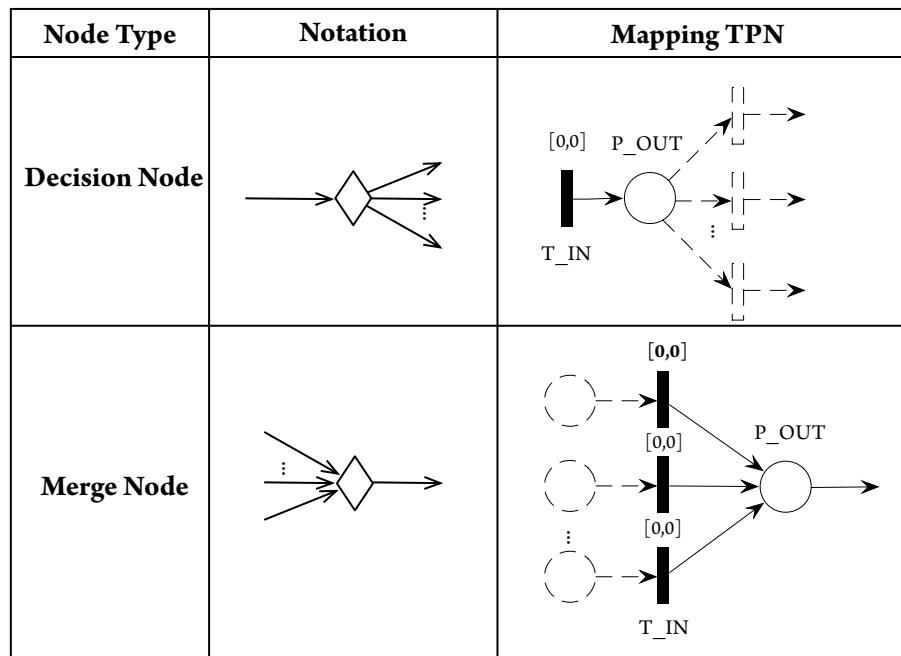 Node Type Notation Mapping TPN
Decision Node
[0,0] P_OUT
...
...
T_IN
Merge Node
[0,0]
P_OUT
[0,0]
...
[0,0]
...
T_IN